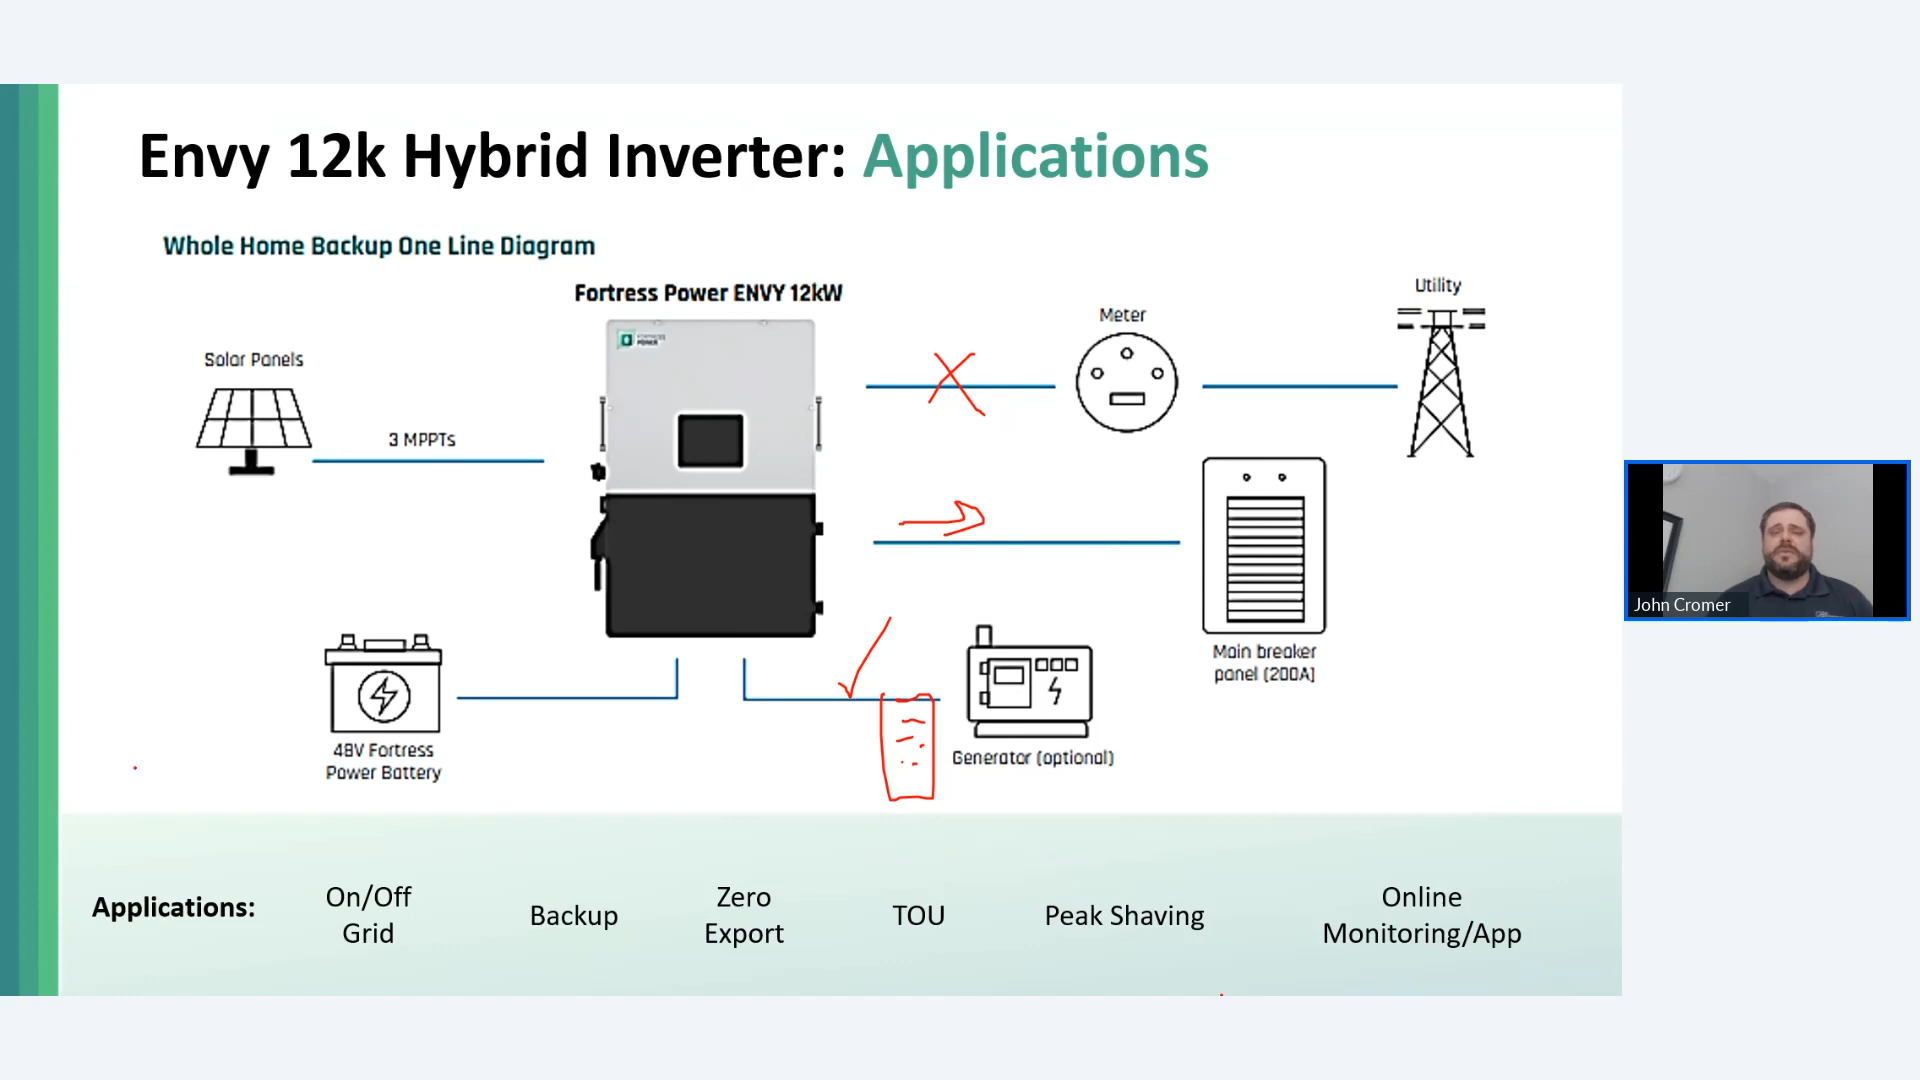 Envy 12k Hybrid Inverter: Applications
Whole Home Backup One Line Diagram
Fortress Power ENVY 12kW
Utility
Meter
Solar Panels
3 MPPTs
Main breaker
panel (200A)
48V Fortress
Power Battery
Generator (optional)
John Cromer
Applications:
On/Off
Grid
Backup
Zero
Export
TOU
Peak Shaving
Online
Monitoring/App